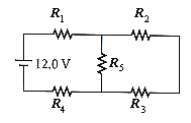 R₁ R₂
12.0 V R₅
R₄ R₃